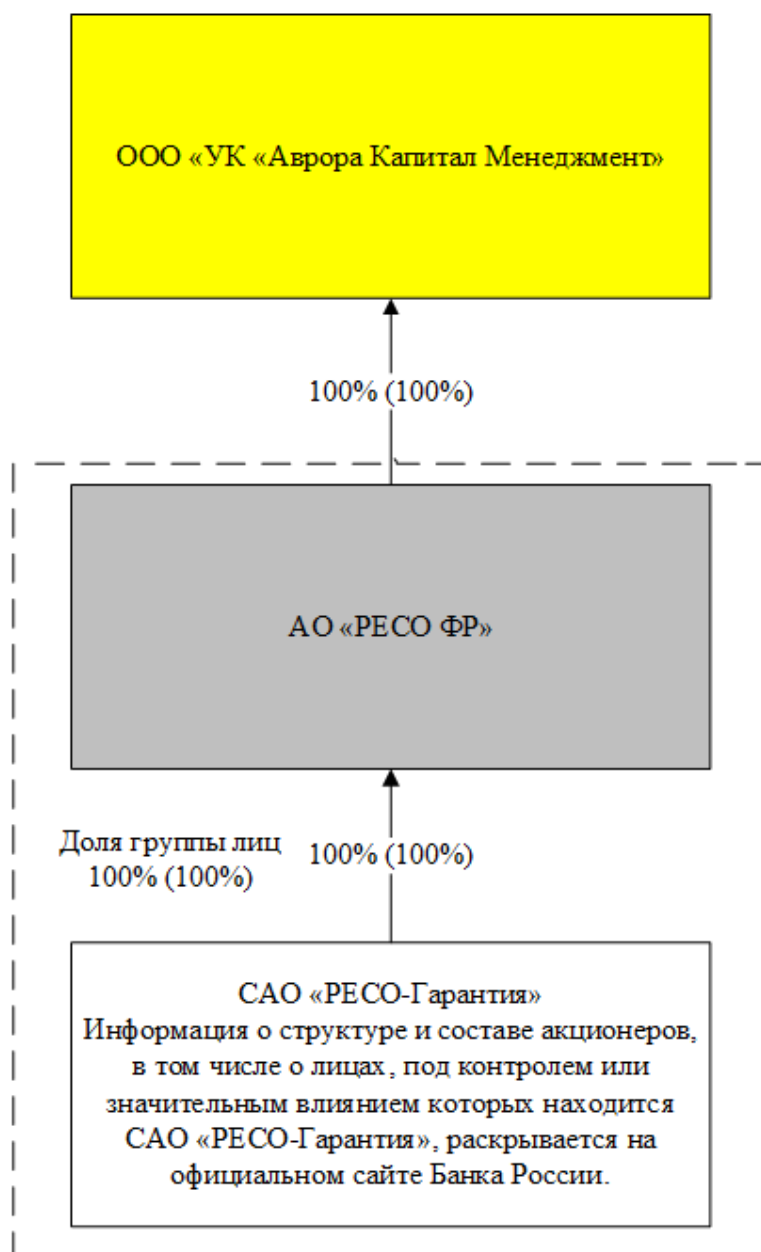 ООО «УК «Аврора Капитал Менеджмент»
100% (100%)
АО «РЕСО ФР»
Доля группы лиц
100% (100%)
100% (100%)
САО «РЕСО-Гарантия»
Информация о структуре и составе акционеров,
в том числе о лицах, под контролем или
значительным влиянием которых находится
САО «РЕСО-Гарантия», раскрывается на
официальном сайте Банка России.